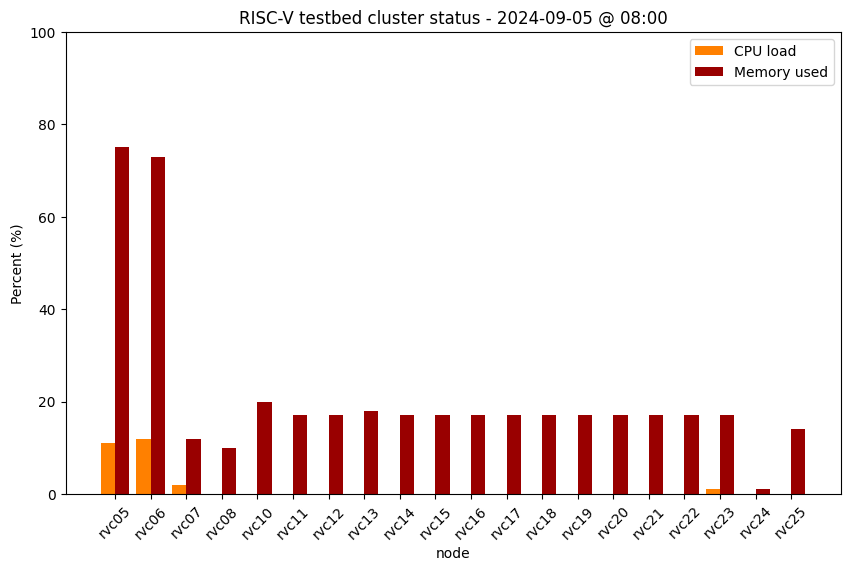 RISC-V testbed cluster status - 2024-09-05 @ 08:00
CPU load
Memory used
Percent (%)
100
80
60
40
20
0
rvc05
rvc06
rvc07
rvc08
rvc10
rvc11
rvc12
rvc13
rvc14
rvc15
rvc16
rvc17
rvc18
rvc19
rvc20
rvc21
rvc22
rvc23
rvc24
rvc25
node